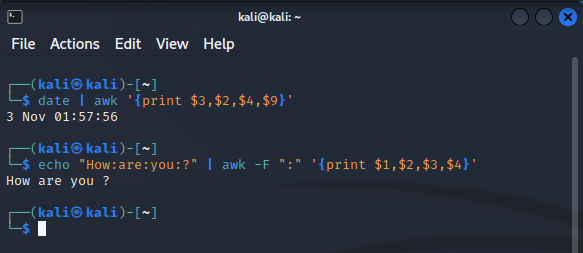 kali@kali: ~
File Actions Edit View Help
┌──(kali㉿kali)-[~]
└─$ date | awk '{print $3,$2,$4,$9}'
3 Nov 01:57:56
┌──(kali㉿kali)-[~]
└─$ echo "How:are:you:?" | awk -F ":" '{print $1,$2,$3,$4}'
How are you ?
┌──(kali㉿kali)-[~]
└─$